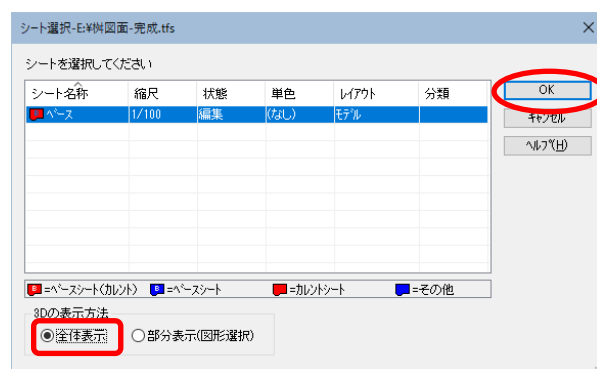 シート選択-E:¥桝図面-完成.tfs
シートを選択してください
シート名称 縮尺 状態 単色 レイアウト 分類
ベース 1/100 編集 (なし) モデル
OK
キャンセル
ヘルプ(H)
B =ベースシート(カレント) B =ベースシート =カレントシート =その他
3Dの表示方法
全体表示 部分表示(図形選択)